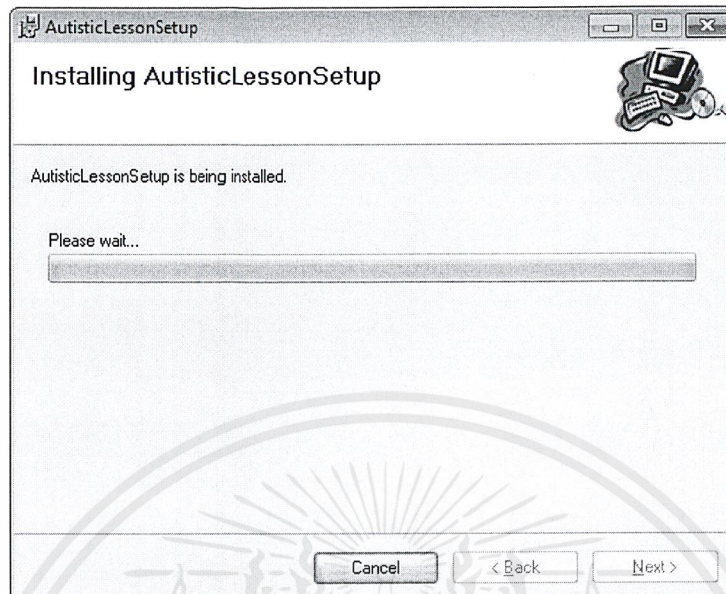 AutisticLessonSetup
Installing AutisticLessonSetup
AutisticLessonSetup is being installed.
Please wait...
Cancel
< Back
Next >